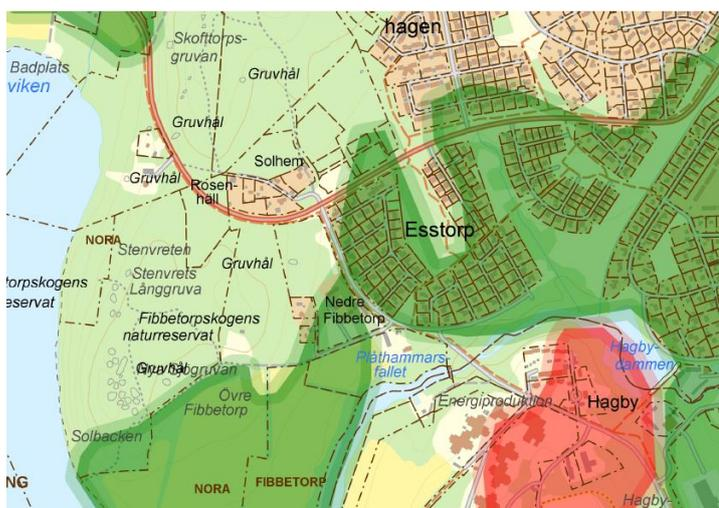 hagen
Skofttorps-
gruvan
Badplats
viken
Gruvhål
Gruvhål
Solhem
Gruvhål
Rosen-
hall
Esstorp
NORA
Stenvreten
Gruvhål
Stenvrets
Långgruva
torpskogens
eservat
Nedre
Fibbetorp
Fibbetorpskogens
naturreservat
Hagby-
dammen
Plåthammars-
fallet
Gruvhål
Övre
Fibbetorp
Energiproduktion
Hagby
Solbacken
NG
NORA
FIBBETORP
Hagby-